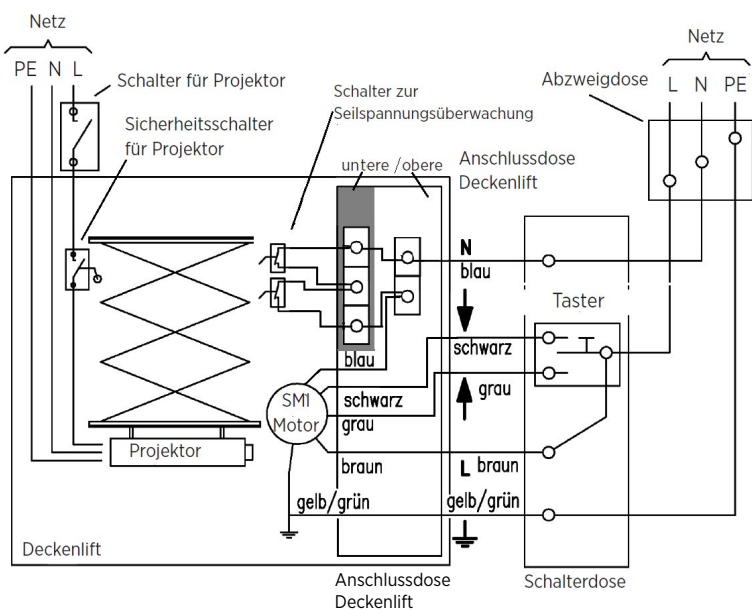 Netz
PE N L
Schalter für Projektor
Sicherheitsschalter
für Projektor
Schalter zur
Seilspannungsüberwachung
untere /obere
Anschlussdose
Deckenlift
Netz
Abzweigdose
L N PE
N
blau
Taster
schwarz
blau
grau
SM1
Motor
schwarz
grau
braun
L braun
Projektor
gelb/grün
gelb/grün
Deckenlift
Anschlussdose
Deckenlift
Schalterdose